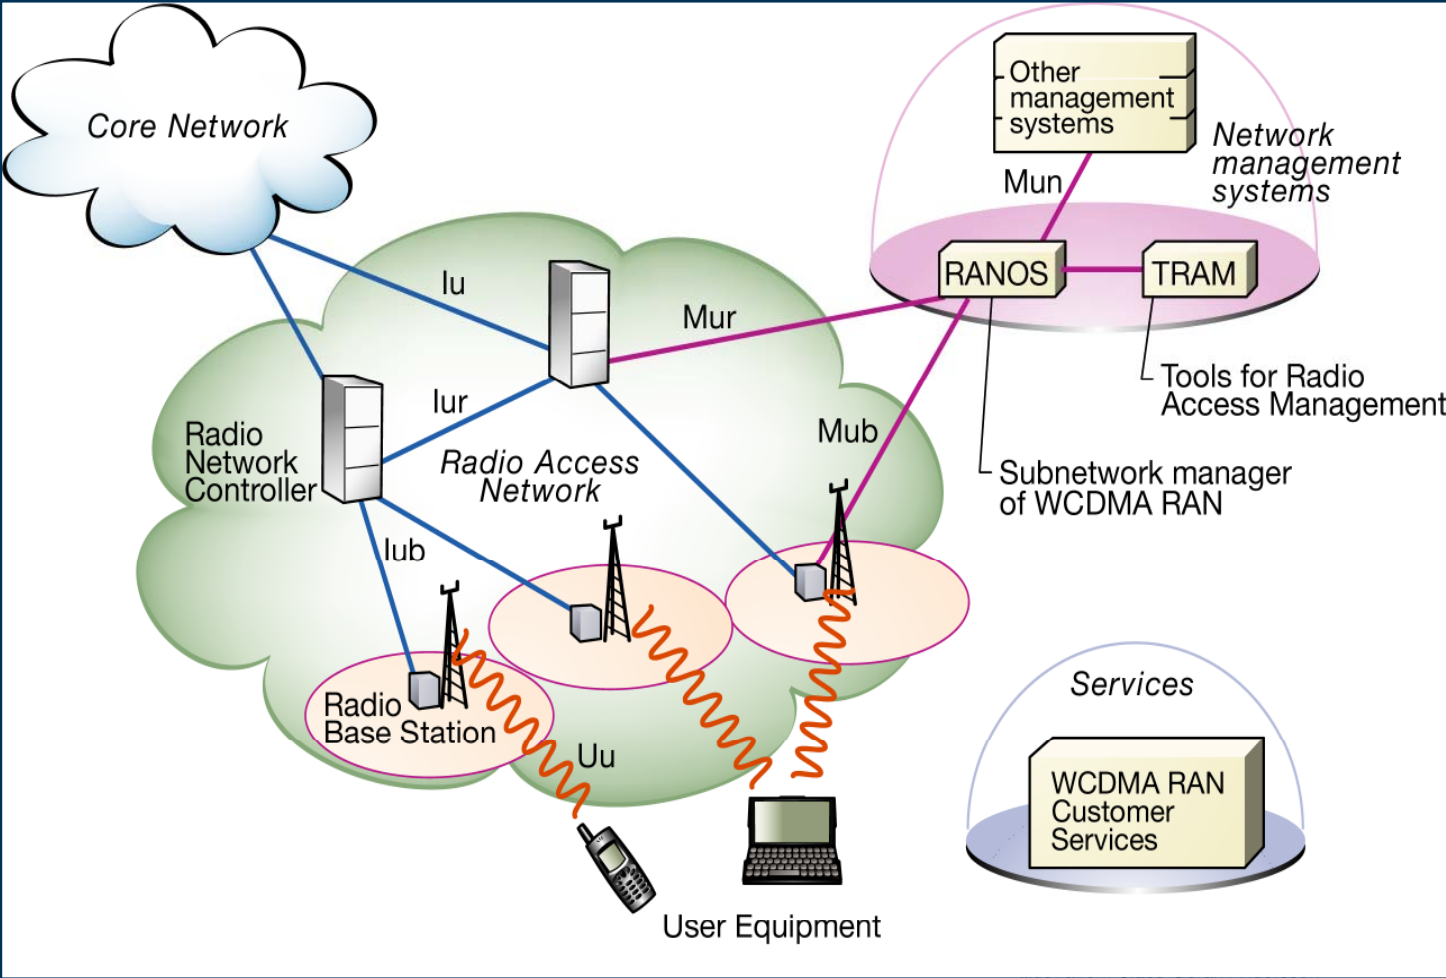 Core Network
Other
management
systems
Network
management
systems
Mun
RANOS
TRAM
Iu
Mur
Tools for Radio
Access Management
Iur
Mub
Radio
Network
Controller
Radio Access
Network
Subnetwork manager
of WCDMA RAN
Iub
Radio
Base Station
Uu
Services
WCDMA RAN
Customer
Services
User Equipment